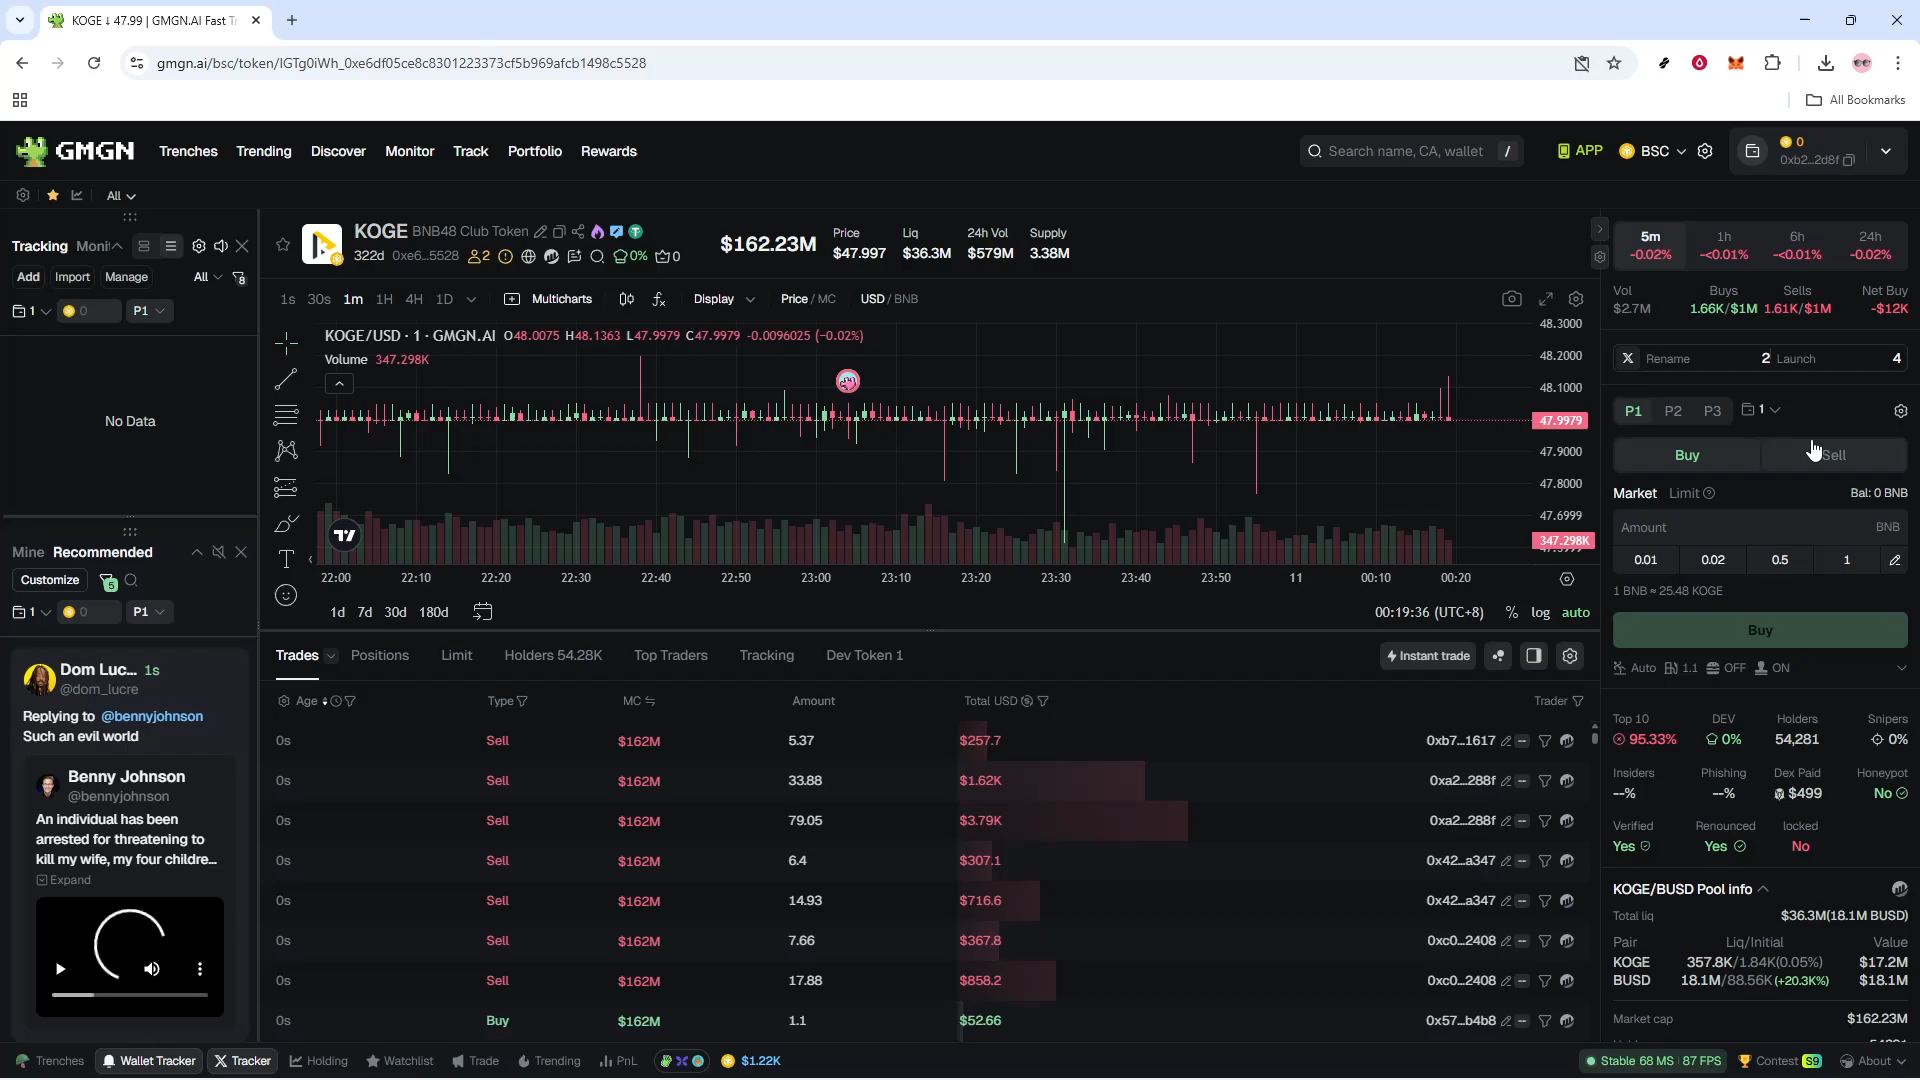 KOGE ↓ 47.99 | GMGN.AI Fast Tr
gmgn.ai/bsc/token/IGTg0iWh_0xe6df05ce8c8301223373cf5b969afcb1498c5528
All Bookmarks
GMGN Trenches Trending Discover Monitor Track Portfolio Rewards
Search name, CA, wallet /
APP
BSC
0
0xb2...2d8f
All
Tracking Monit
Add Import Manage All 8
1 0 P1
No Data
Mine Recommended
Customize 5
1 0 P1
Dom Luc... 1s
@dom_lucre
Replying to @bennyjohnson
Such an evil world
Benny Johnson
@bennyjohnson
An individual has been
arrested for threatening to
kill my wife, my four childre...
Expand
KOGE BNB48 Club Token
322d 0xe6...5528 2 0% 0
$162.23M
Price Liq 24h Vol Supply
$47.997 $36.3M $579M 3.38M
1s 30s 1m 1H 4H 1D Multicharts Display Price / MC USD / BNB
KOGE/USD · 1 · GMGN.AI O48.0075 H48.1363 L47.9979 C47.9979 -0.0096025 (−0.02%)
Volume 347.298K
48.3000
48.2000
48.1000
47.9979
47.9000
47.8000
47.6999
347.298K
22:00 22:10 22:20 22:30 22:40 22:50 23:00 23:10 23:20 23:30 23:40 23:50 11 00:10 00:20
1d 7d 30d 180d
00:19:36 (UTC+8) % log auto
Trades Positions Limit Holders 54.28K Top Traders Tracking Dev Token 1
Instant trade
Age Type MC Amount Total USD Trader
0s Sell $162M 5.37 $257.7 0xb7...1617
0s Sell $162M 33.88 $1.62K 0xa2...288f
0s Sell $162M 79.05 $3.79K 0xa2...288f
0s Sell $162M 6.4 $307.1 0x42...a347
0s Sell $162M 14.93 $716.6 0x42...a347
0s Sell $162M 7.66 $367.8 0xc0...2408
0s Sell $162M 17.88 $858.2 0xc0...2408
0s Buy $162M 1.1 $52.66 0x57...b4b8
5m 1h 6h 24h
-0.02% -<0.01% -<0.01% -0.02%
Vol Buys Sells Net Buy
$2.7M 1.66K/$1M 1.61K/$1M -$12K
Rename 2 Launch 4
P1 P2 P3 1
Buy Sell
Market Limit Bal: 0 BNB
Amount BNB
0.01 0.02 0.5 1
1 BNB ≈ 25.48 KOGE
Buy
Auto 1.1 OFF ON
Top 10 DEV Holders Snipers
95.33% 0% 54,281 0%
Insiders Phishing Dex Paid Honeypot
--% --% $499 No
Verified Renounced locked
Yes Yes No
KOGE/BUSD Pool info
Total liq $36.3M(18.1M BUSD)
Pair Liq/Initial Value
KOGE 357.8K/1.84K(0.05%) $17.2M
BUSD 18.1M/88.56K(+20.3K%) $18.1M
Market cap $162.23M
Trenches Wallet Tracker Tracker Holding Watchlist Trade Trending PnL $1.22K
Stable 68 MS 87 FPS Contest S9 About